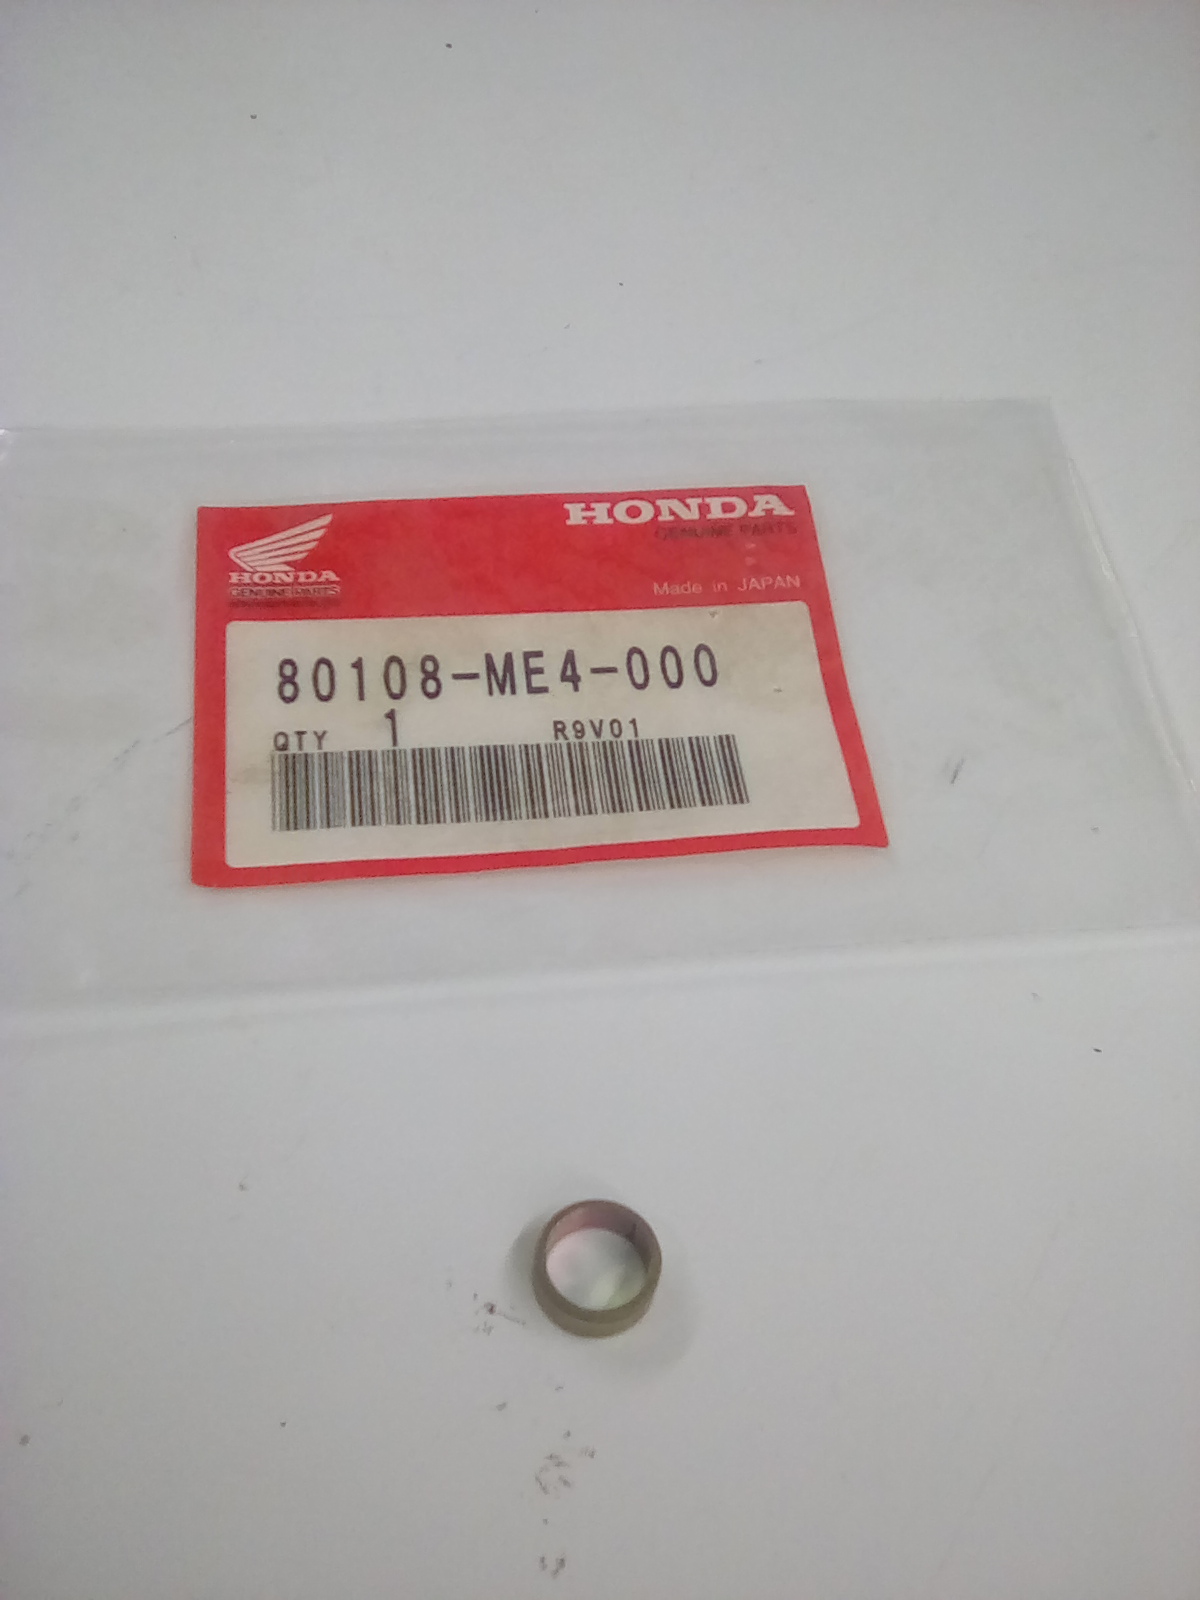 HONDA
GENUINE PARTS
HONDA
GENUINE PARTS
Made in JAPAN
80108-ME4-000
QTY 1 R9V01